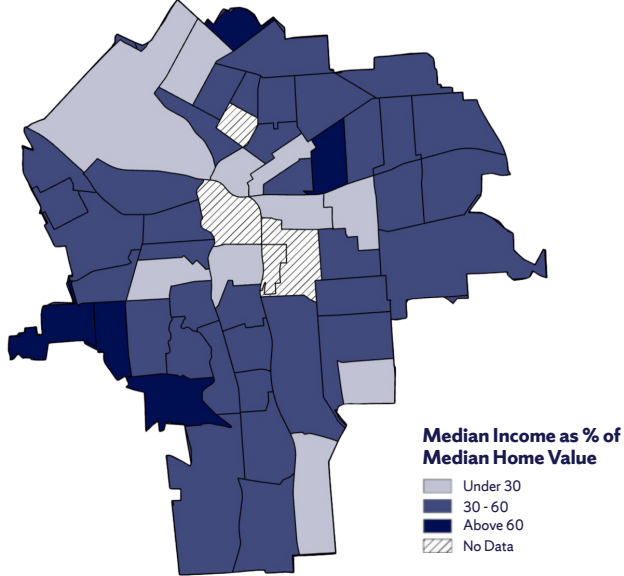 Median Income as % of
Median Home Value
Under 30
30 - 60
Above 60
No Data